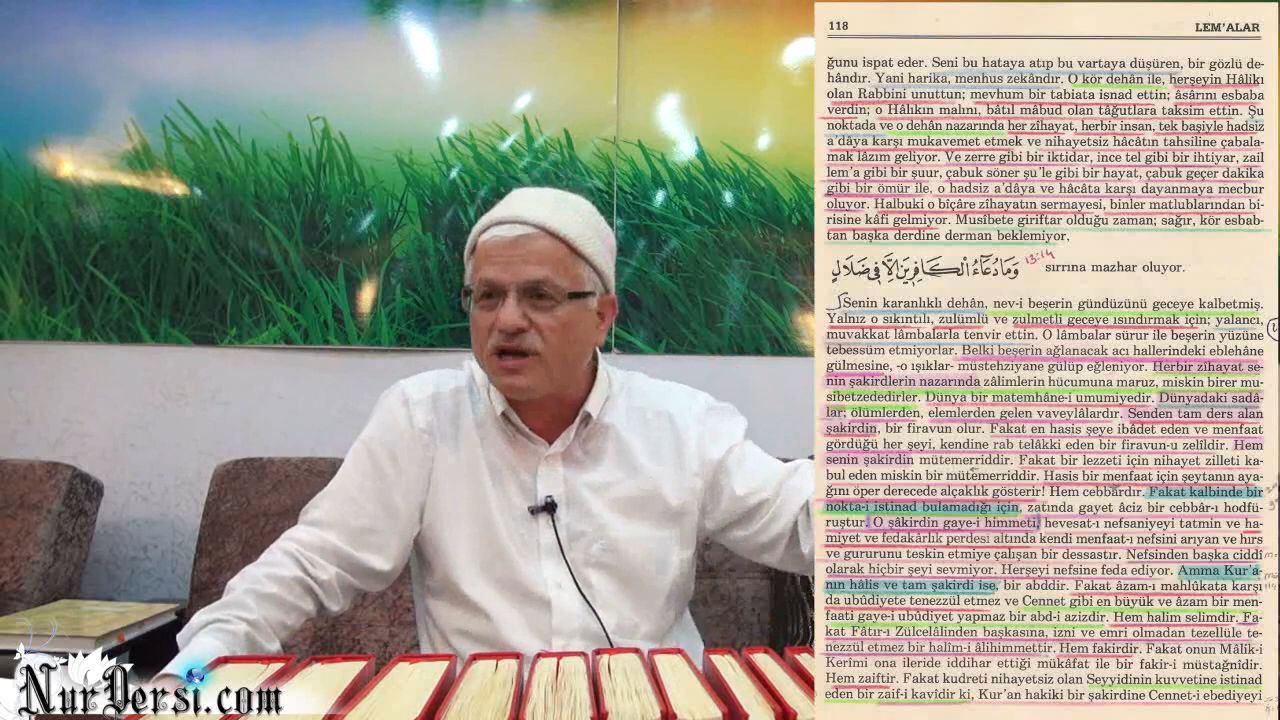 118 LEM'ALAR
ğunu ispat eder. Seni bu hataya atıp bu vartaya düşüren, bir gözlü de-
hândır. Yani harika, menhus zekândır. O kör dehân ile, herşeyin Hâlikı
olan Rabbini unuttun; mevhum bir tabiata isnad ettin; âsârını esbaba
verdin; o Hâlıkın malını, bâtıl mâbud olan tâğutlara taksim ettin. Şu
noktada ve o dehân nazarında her zîhayat, herbir insan, tek başiyle hadsiz
a'dâya karşı mukavemet etmek ve nihayetsiz hâcâtın tahsiline çabala-
mak lâzım geliyor. Ve zerre gibi bir iktidar, ince tel gibi bir ihtiyar, zail
lem'a gibi bir şuur, çabuk söner şu'le gibi bir hayat, çabuk geçer dakika
gibi bir ömür ile, o hadsiz a'dâya ve hâcâta karşı dayanmaya mecbur
oluyor. Halbuki o bîçare zîhayatın sermayesi, binler matlublarından bi-
risine kâfi gelmiyor. Musîbete giriftar olduğu zaman; sağır, kör esbab-
tan başka derdine derman beklemiyor,
وَمَا دُعَٓاءُ الْكَافِرِينَ اِلَّا فِى ضَلَالٍ 13:14 sırrına mazhar oluyor.
Senin karanlıklı dehân, nev-i beşerin gündüzünü geceye kalbetmiş.
Yalnız o sıkıntılı, zulümlü ve zulmetli geceye ısındırmak için; yalancı,
muvakkat lâmbalarla tenvir ettin. O lâmbalar sürur ile beşerin yüzüne
tebessüm etmiyorlar. Belki beşerin ağlanacak acı hallerindeki eblehâne
gülmesine, -o ışıklar- müstehziyane gülüp eğleniyor. Herbir zîhayat se-
nin şakirdlerin nazarında zâlimlerin hücumuna maruz, miskin birer mu-
sibetzededirler. Dünya bir matemhâne-i umumiyedir. Dünyadaki sadâ-
lar; ölümlerden, elemlerden gelen vaveylâlardır. Senden tam ders alan
şakirdin, bir firavun olur. Fakat en hasis şeye ibâdet eden ve menfaat
gördüğü her şeyi, kendine rab telâkki eden bir firavun-u zelîldir. Hem
senin şakirdin mütemerriddir. Fakat bir lezzeti için nihayet zilleti ka-
bul eden miskin bir mütemerriddir. Hasis bir menfaat için şeytanın aya-
ğını öper derecede alçaklık gösterir! Hem cebbârdır. Fakat kalbinde bir
nokta-i istinad bulamadığı için, zatında gayet âciz bir cebbâr-ı hodfü-
ruştur. O şâkirdin gaye-i himmeti, hevesat-ı nefsaniyeyi tatmin ve ha-
miyet ve fedakârlık perdesi altında kendi menfaat-ı nefsini arıyan ve hırs
ve gururunu teskin etmiye çalışan bir dessastır. Nefsinden başka ciddî
olarak hiçbir şeyi sevmiyor. Herşeyi nefsine feda ediyor. Amma Kur'a-
nın hâlis ve tam şakirdi ise, bir abddir. Fakat âzam-ı mahlûkata karşı
da ubûdiyete tenezzül etmez ve Cennet gibi en büyük ve âzam bir men-
faati gaye-i ubûdiyet yapmaz bir abd-i azizdir. Hem halim selimdir. Fa-
kat Fâtır-ı Zülcelâlinden başkasına, izni ve emri olmadan tezellüle te-
nezzül etmez bir halîm-i âlihimmettir. Hem fakirdir. Fakat onun Mâlik-i
Kerimi ona ileride iddihar ettiği mükâfat ile bir fakir-i müstağnîdir.
Hem zaiftir. Fakat kudreti nihayetsiz olan Seyyidinin kuvvetine istinad
eden bir zaif-i kavidir ki, Kur'an hakiki bir şakirdine Cennet-i ebediyeyi
NurDersi.com